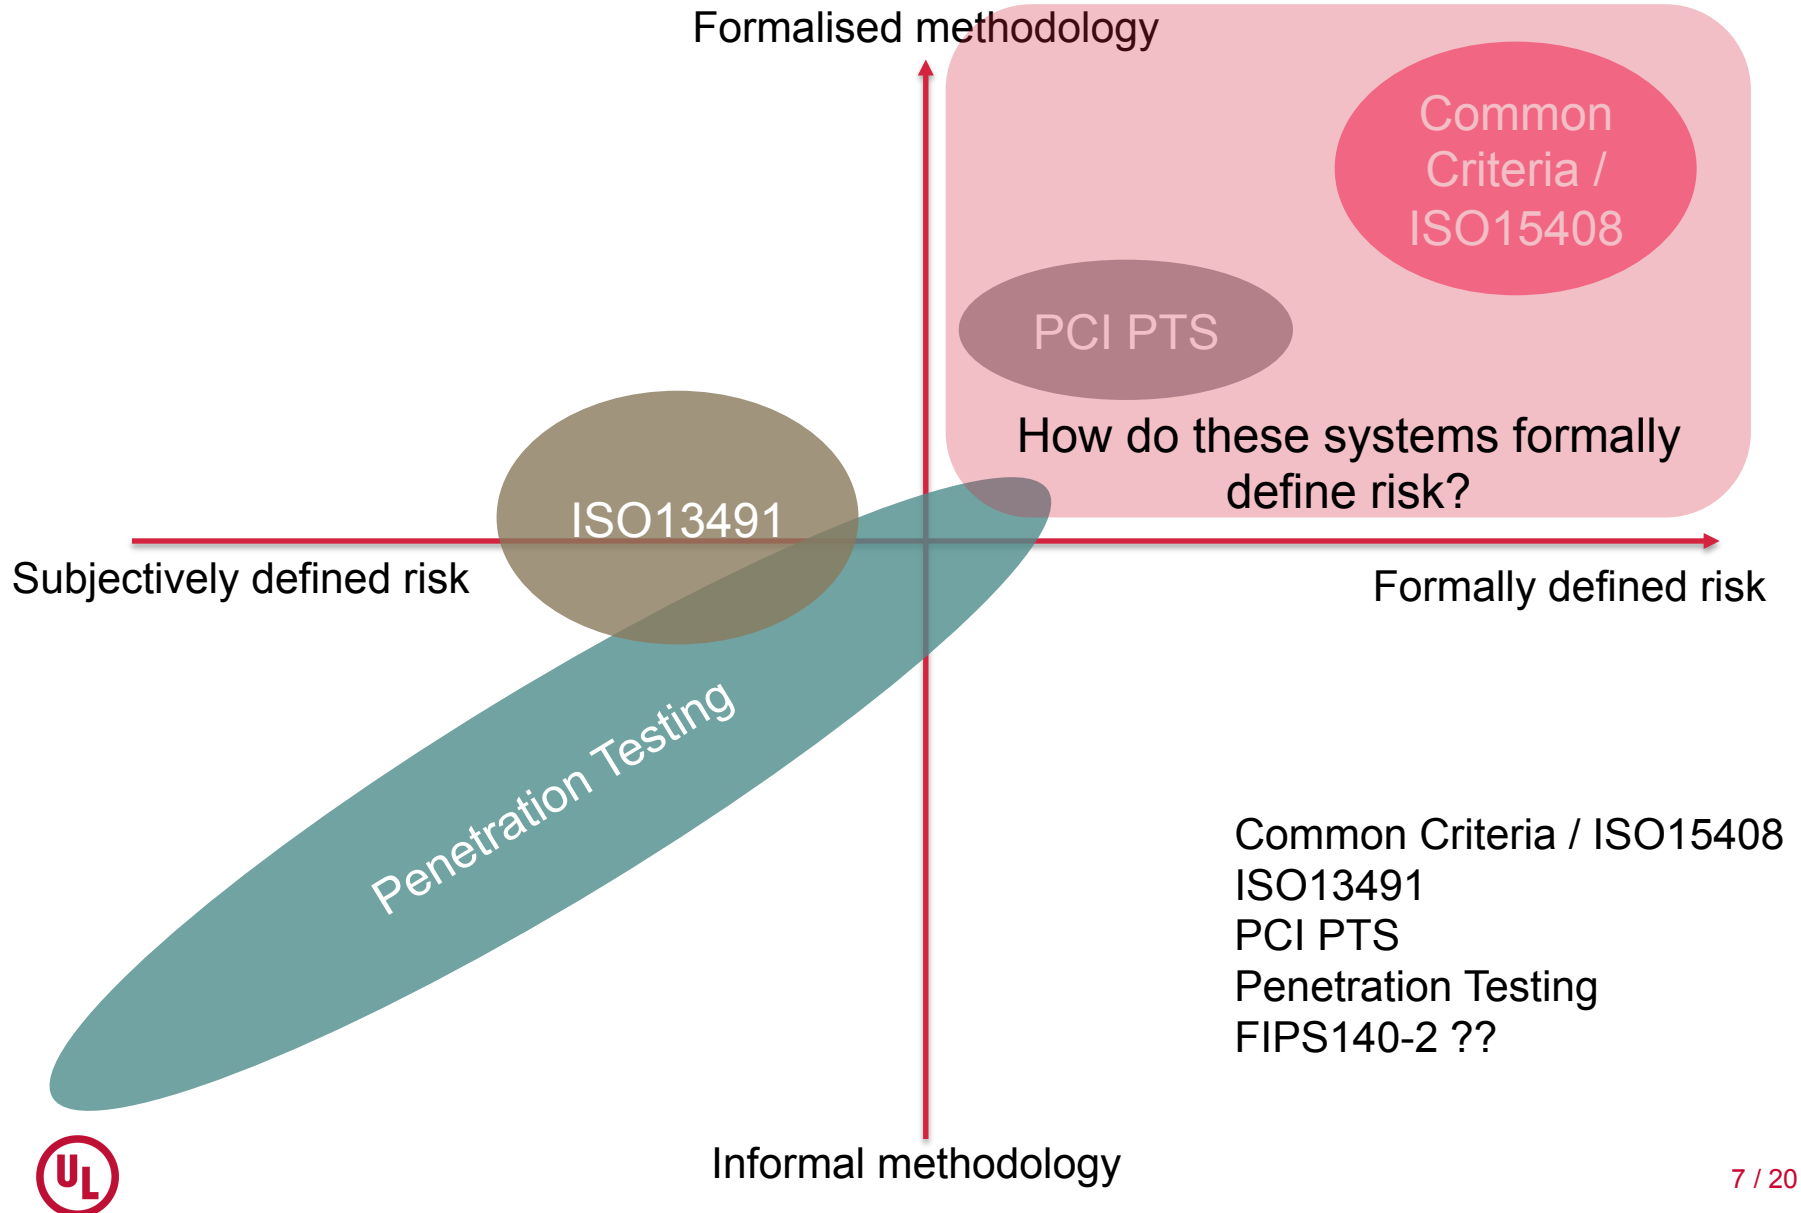 Formalised methodology
Common
Criteria /
ISO15408
PCI PTS
How do these systems formally
define risk?
ISO13491
Subjectively defined risk
Formally defined risk
Penetration Testing
Common Criteria / ISO15408
ISO13491
PCI PTS
Penetration Testing
FIPS140-2 ??
Informal methodology
UL
7 / 20